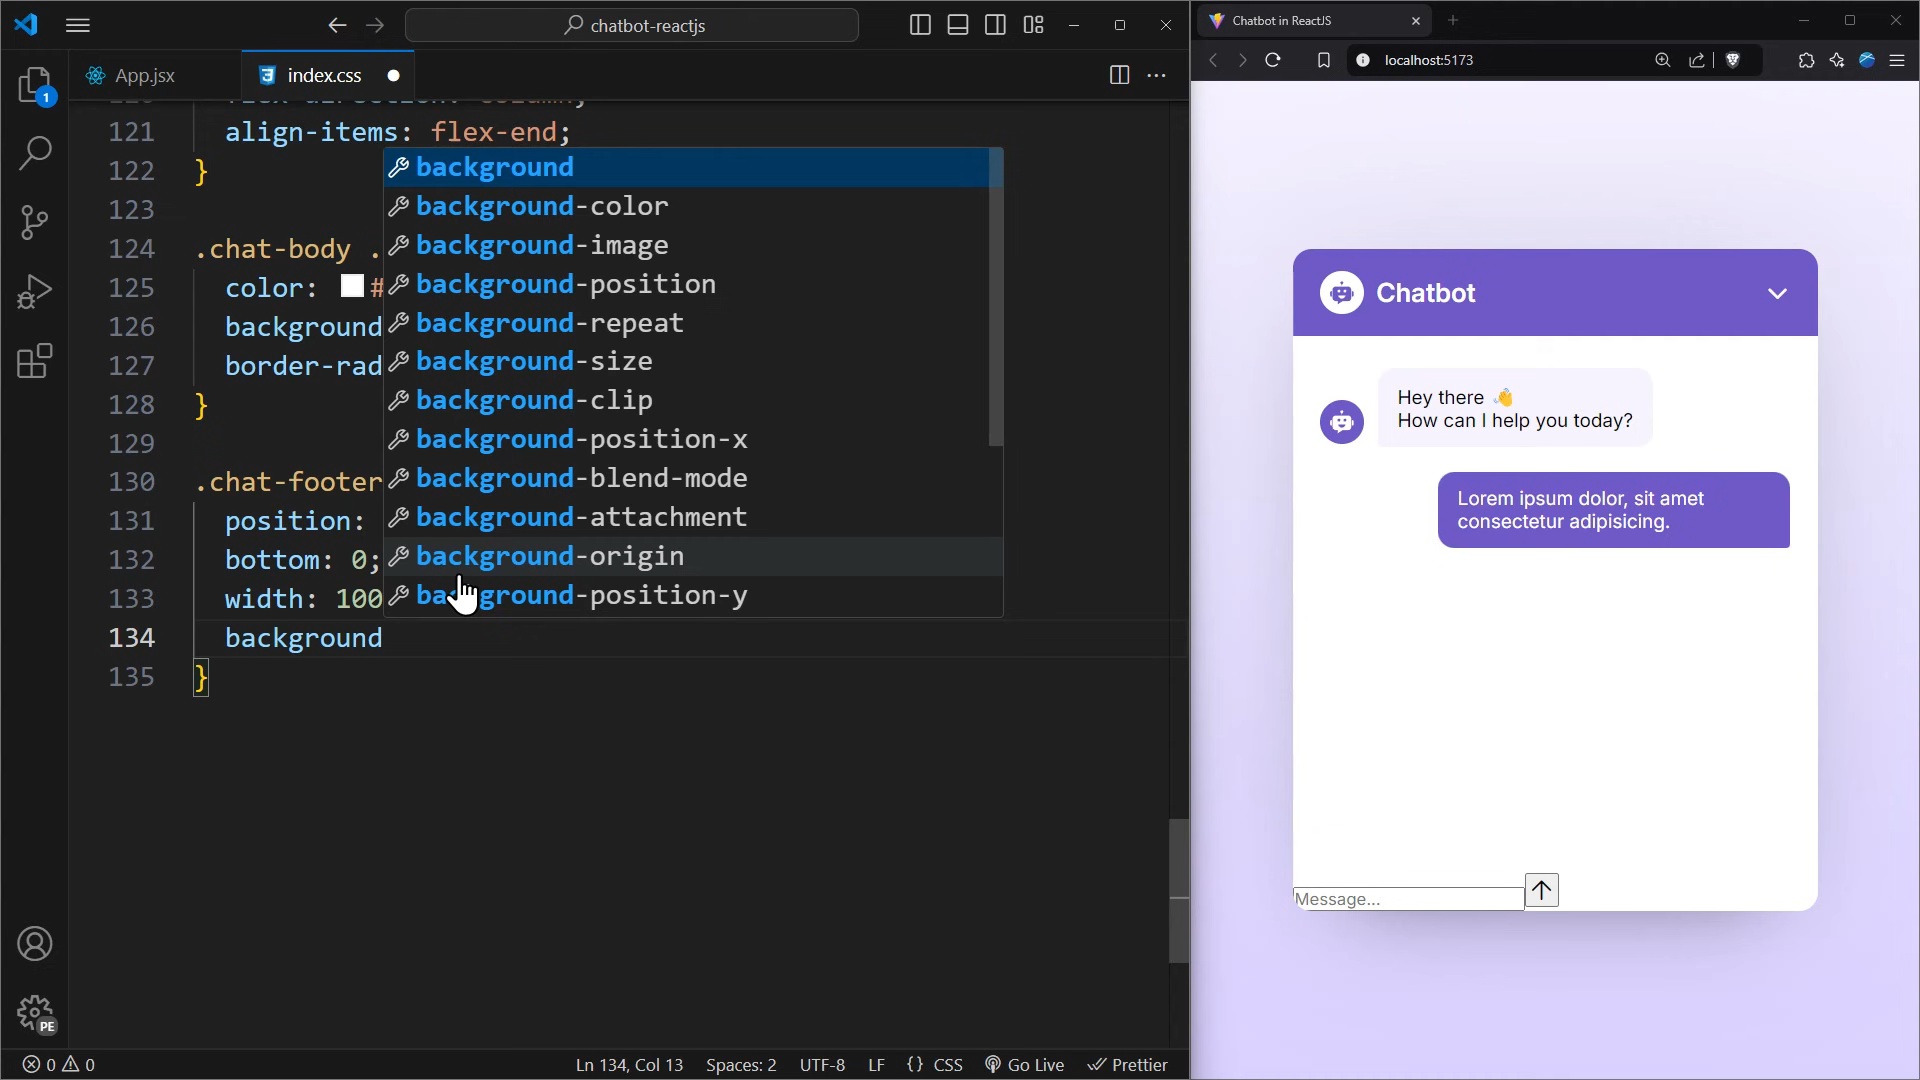 chatbot-reactjs
App.jsx
index.css
121 align-items: flex-end;
122 }
123
124 .chat-body .
125 color: #
126 background
127 border-rad
128 }
129
130 .chat-footer
131 position:
132 bottom: 0;
133 width: 100
134 background
135 }
background
background-color
background-image
background-position
background-repeat
background-size
background-clip
background-position-x
background-blend-mode
background-attachment
background-origin
background-position-y
1
PE
0 0
Ln 134, Col 13
Spaces: 2
UTF-8
LF
{} CSS
Go Live
Prettier
Chatbot in ReactJS
localhost:5173
Chatbot
Hey there 👋
How can I help you today?
Lorem ipsum dolor, sit amet
consectetur adipisicing.
Message...